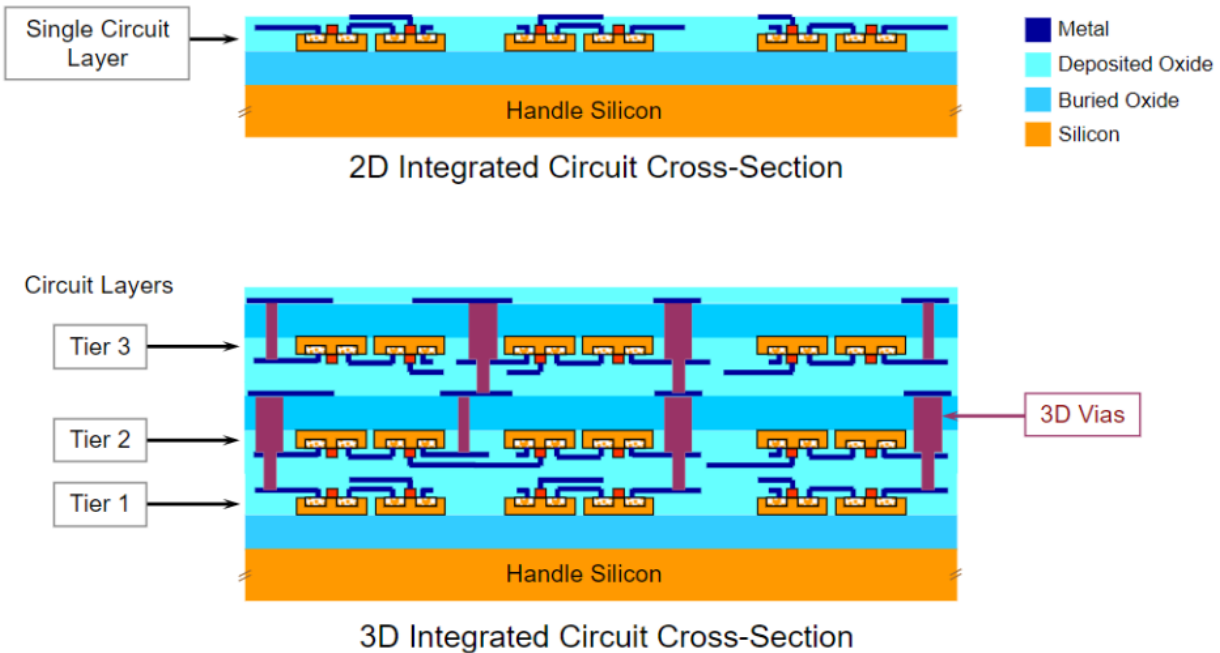 Single Circuit
Layer
Metal
Deposited Oxide
Buried Oxide
Silicon
Handle Silicon
2D Integrated Circuit Cross-Section
Circuit Layers
Tier 3
Tier 2
3D Vias
Tier 1
Handle Silicon
3D Integrated Circuit Cross-Section